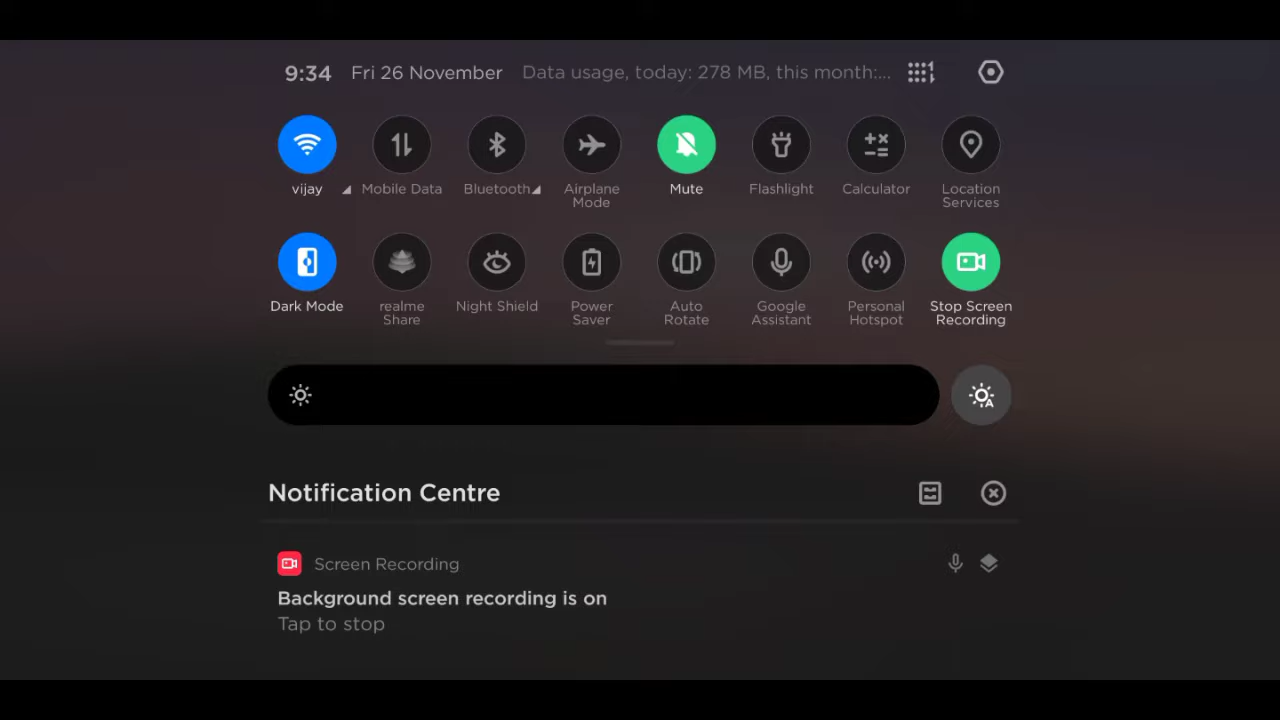 9:34 Fri 26 November Data usage, today: 278 MB, this month:...
vijay Mobile Data Bluetooth Airplane Mode Mute Flashlight Calculator Location Services
Dark Mode realme Share Night Shield Power Saver Auto Rotate Google Assistant Personal Hotspot Stop Screen Recording
Notification Centre
Screen Recording
Background screen recording is on
Tap to stop